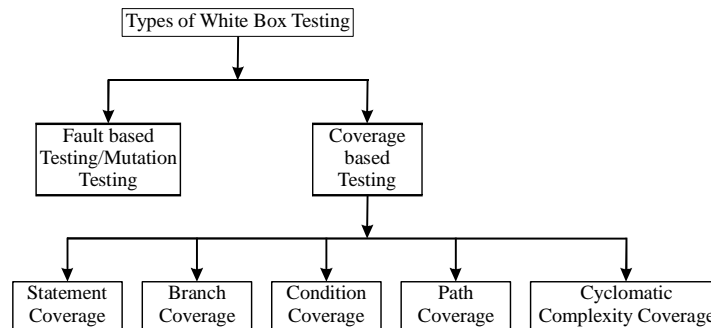 Types of White Box Testing
Fault based
Testing/Mutation
Testing
Coverage
based
Testing
Statement
Coverage
Branch
Coverage
Condition
Coverage
Path
Coverage
Cyclomatic
Complexity Coverage